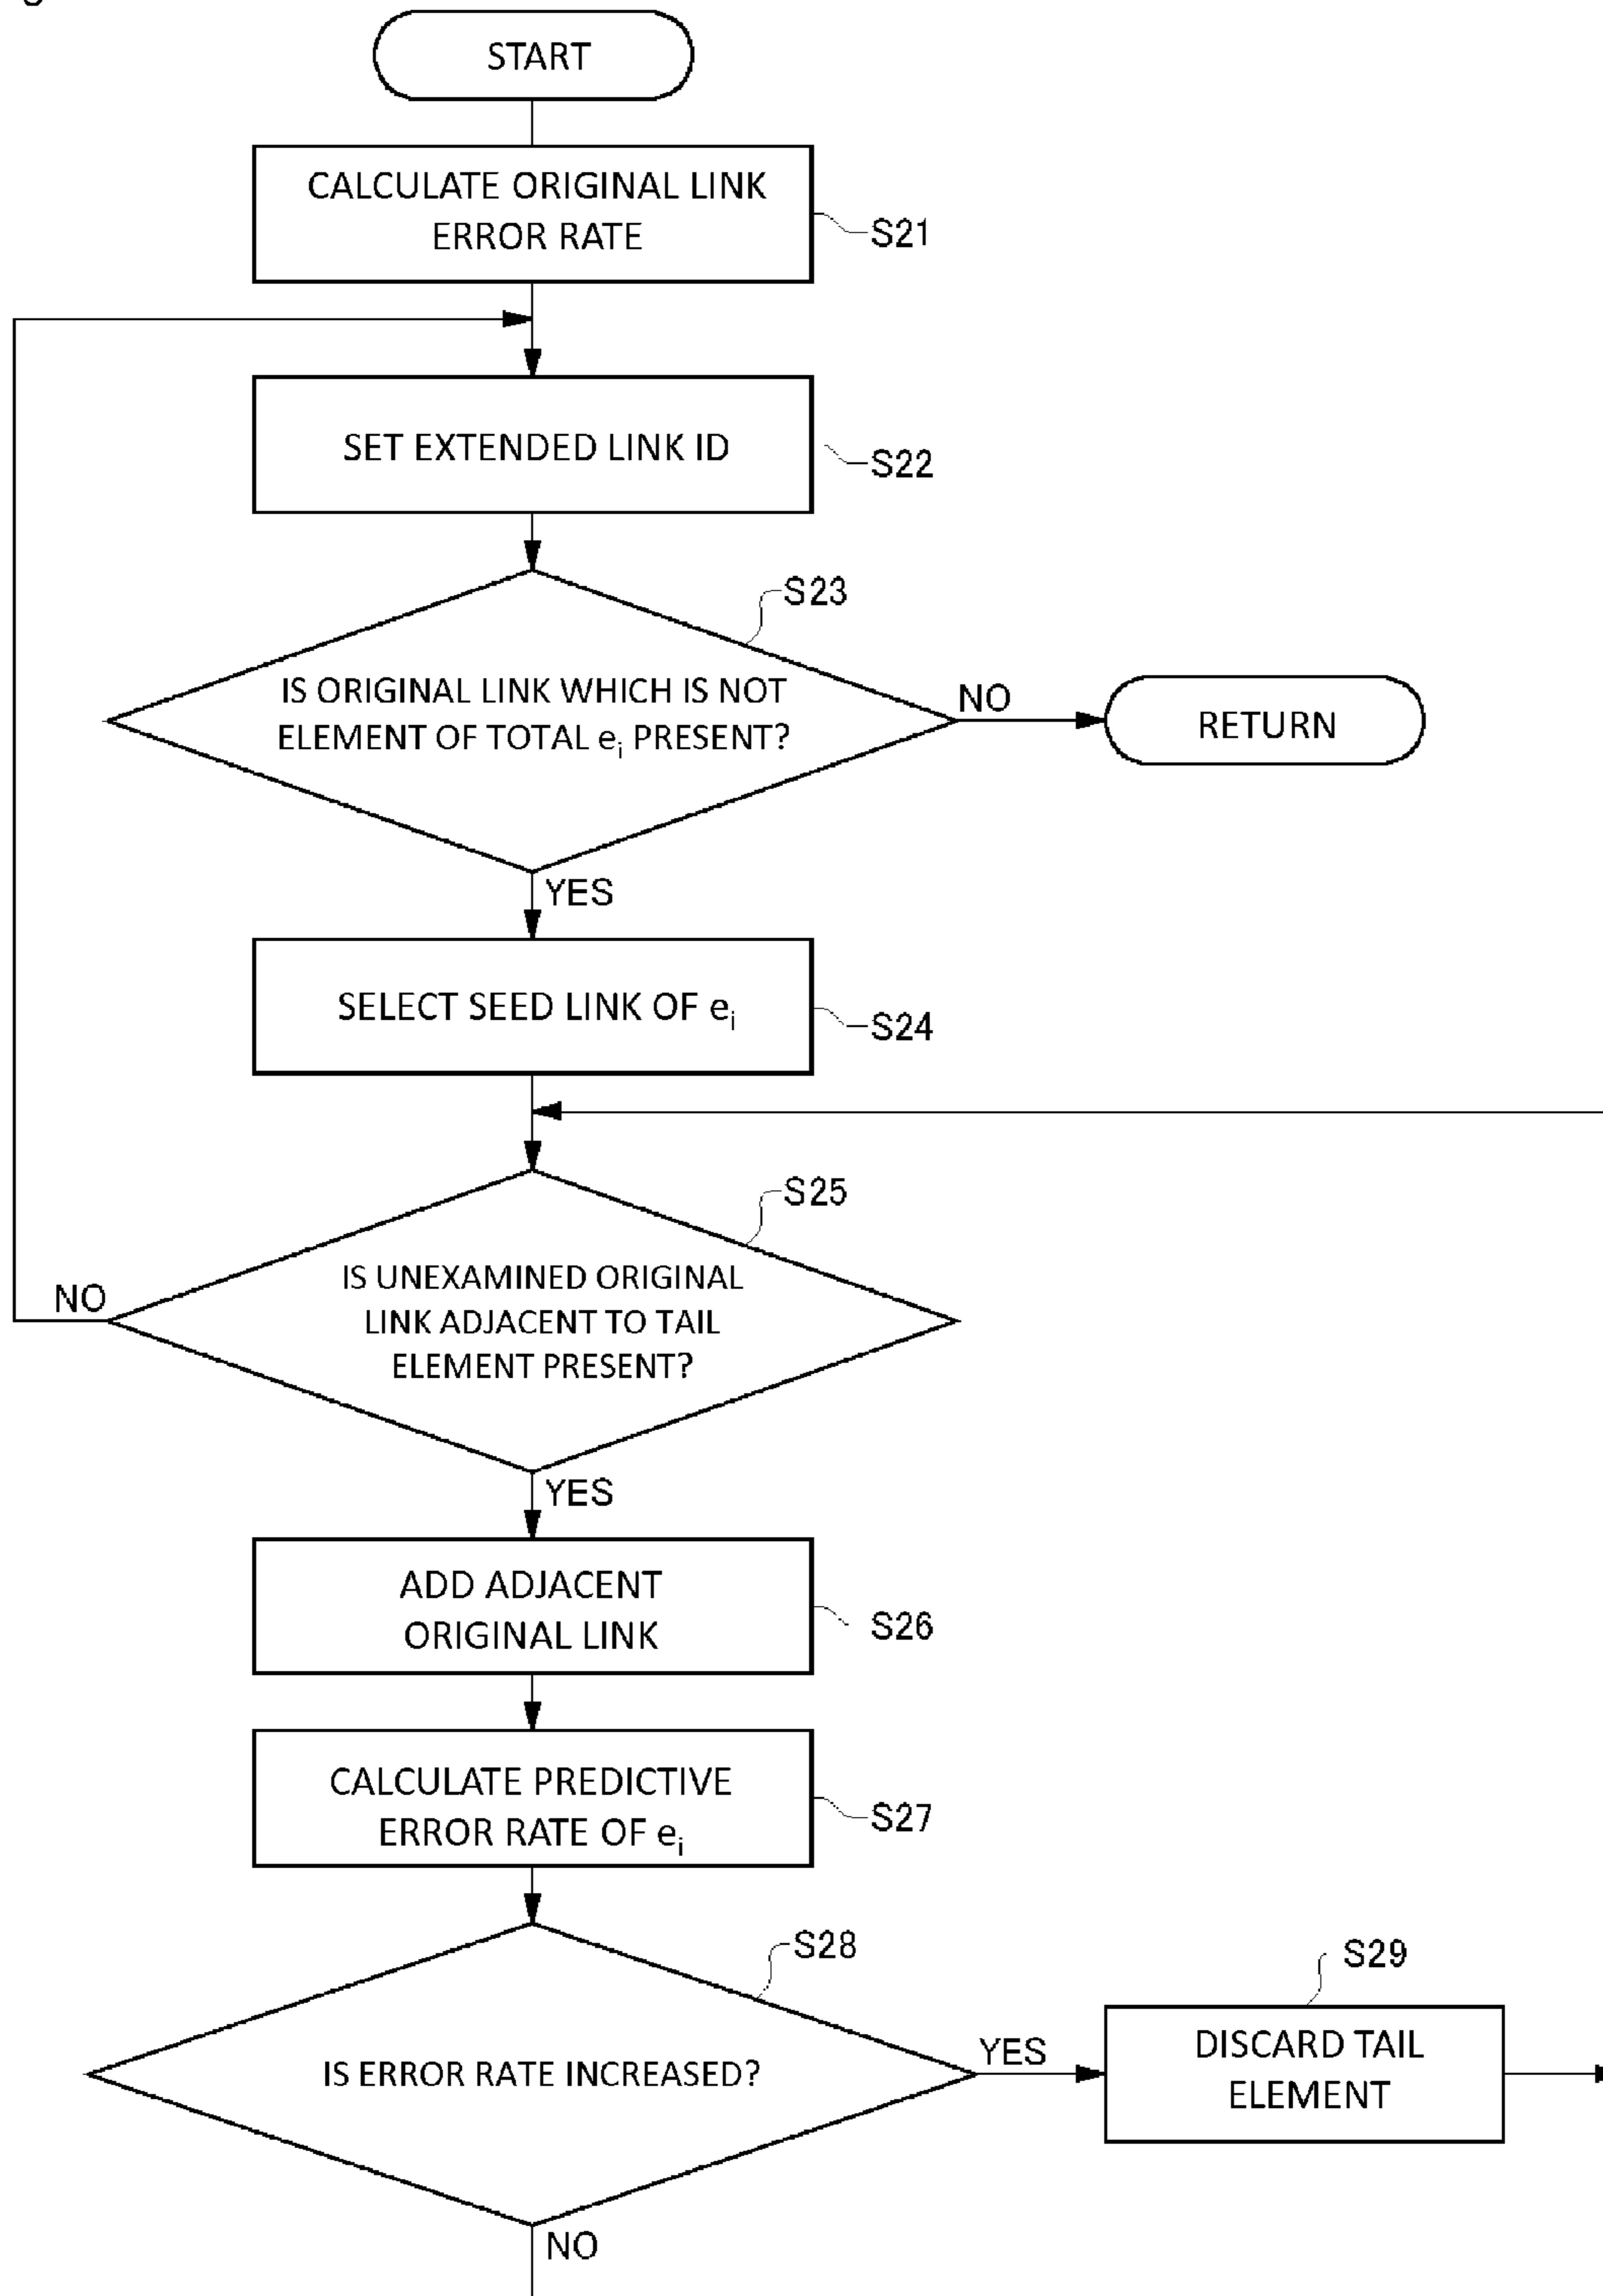 START
CALCULATE ORIGINAL LINK
ERROR RATE
S21
SET EXTENDED LINK ID
S22
S23
IS ORIGINAL LINK WHICH IS NOT
ELEMENT OF TOTAL eᵢ PRESENT?
NO
RETURN
YES
SELECT SEED LINK OF eᵢ
S24
S25
IS UNEXAMINED ORIGINAL
LINK ADJACENT TO TAIL
ELEMENT PRESENT?
NO
YES
ADD ADJACENT
ORIGINAL LINK
S26
CALCULATE PREDICTIVE
ERROR RATE OF eᵢ
S27
S28
IS ERROR RATE INCREASED?
YES
S29
DISCARD TAIL
ELEMENT
NO